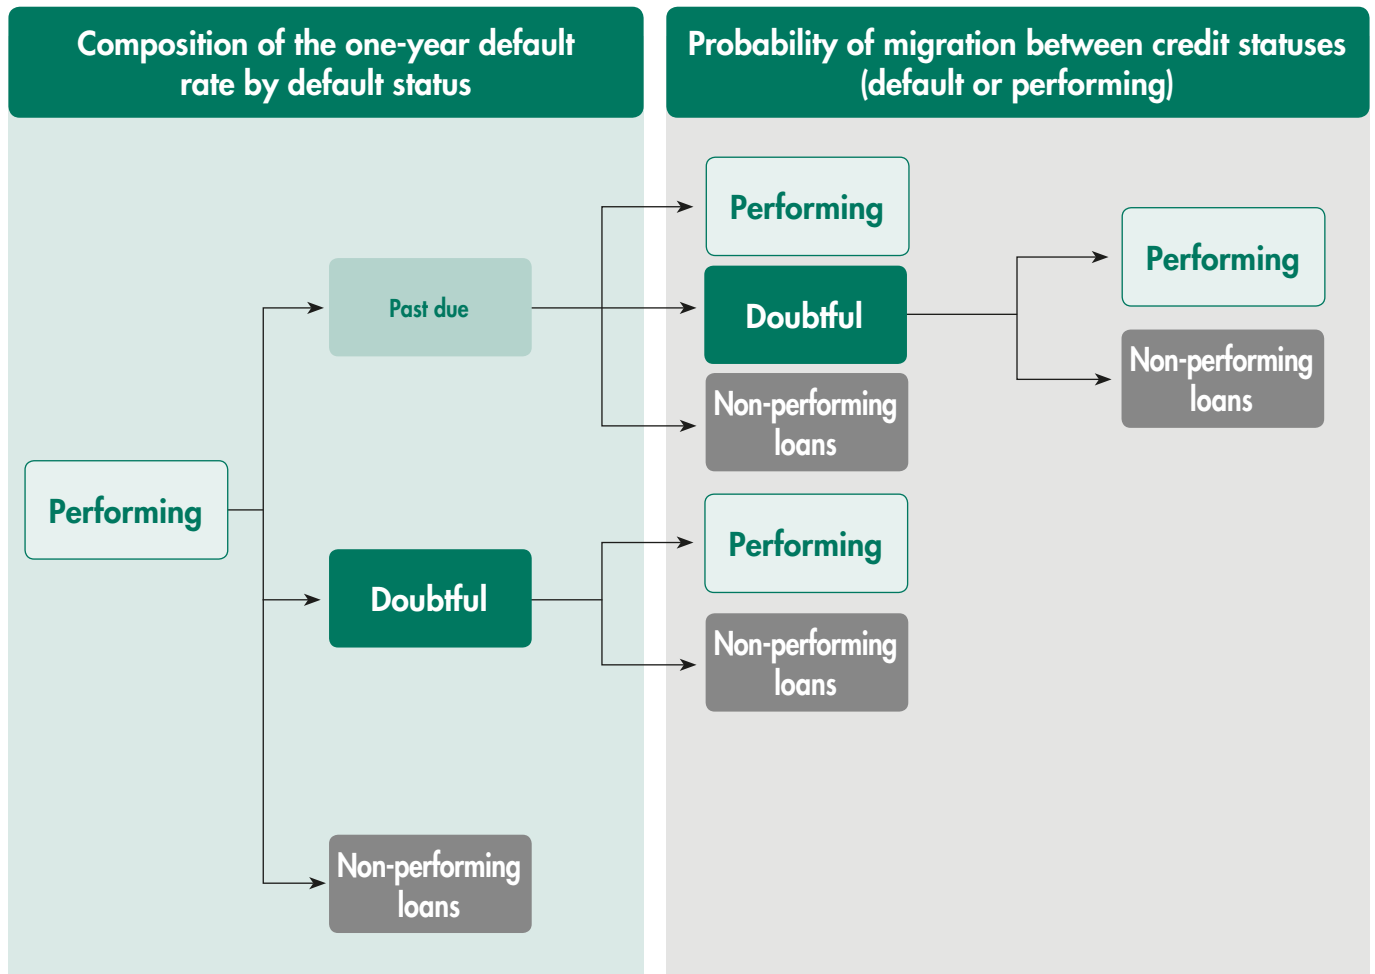 Composition of the one-year default
rate by default status
Probability of migration between credit statuses
(default or performing)
Performing
Past due
Doubtful
Non-performing
loans
Performing
Doubtful
Non-performing
loans
Performing
Non-performing
loans
Performing
Non-performing
loans